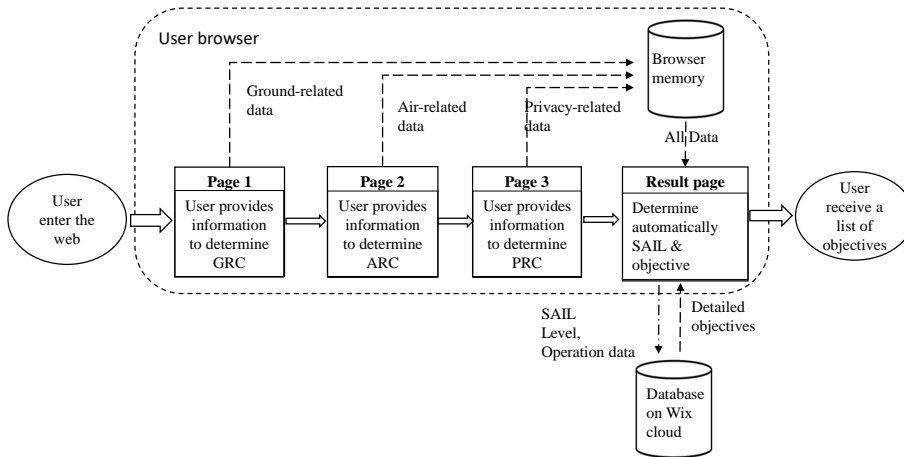 User browser
Browser
memory
Ground-related
data
Air-related
data
Privacy-related
data
All Data
User
enter the
web
Page 1
User provides
information
to determine
GRC
Page 2
User provides
information
to determine
ARC
Page 3
User provides
information
to determine
PRC
Result page
Determine
automatically
SAIL &
objective
User
receive a
list of
objectives
SAIL
Level,
Operation data
Detailed
objectives
Database
on Wix
cloud